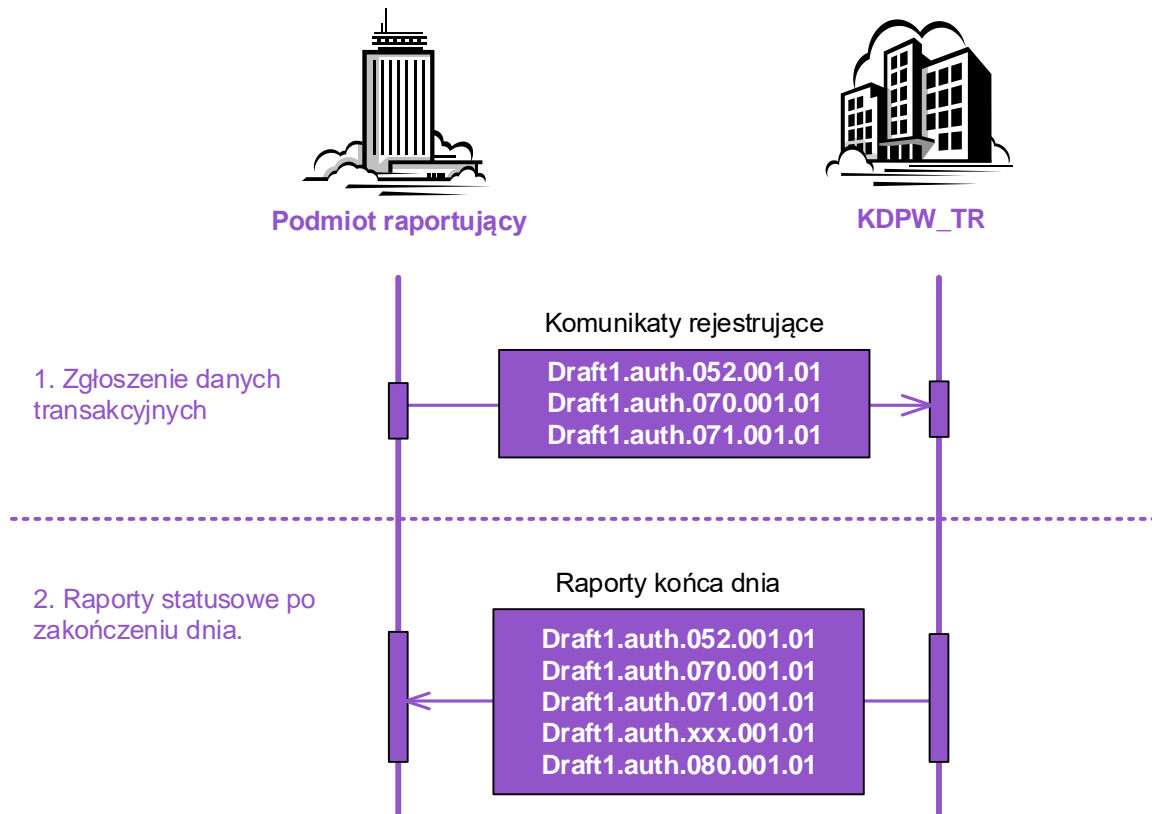 Podmiot raportujący
KDPW_TR
Komunikaty rejestrujące
1. Zgłoszenie danych
transakcyjnych
Draft1.auth.052.001.01
Draft1.auth.070.001.01
Draft1.auth.071.001.01
Raporty końca dnia
2. Raporty statusowe po
zakończeniu dnia.
Draft1.auth.052.001.01
Draft1.auth.070.001.01
Draft1.auth.071.001.01
Draft1.auth.xxx.001.01
Draft1.auth.080.001.01